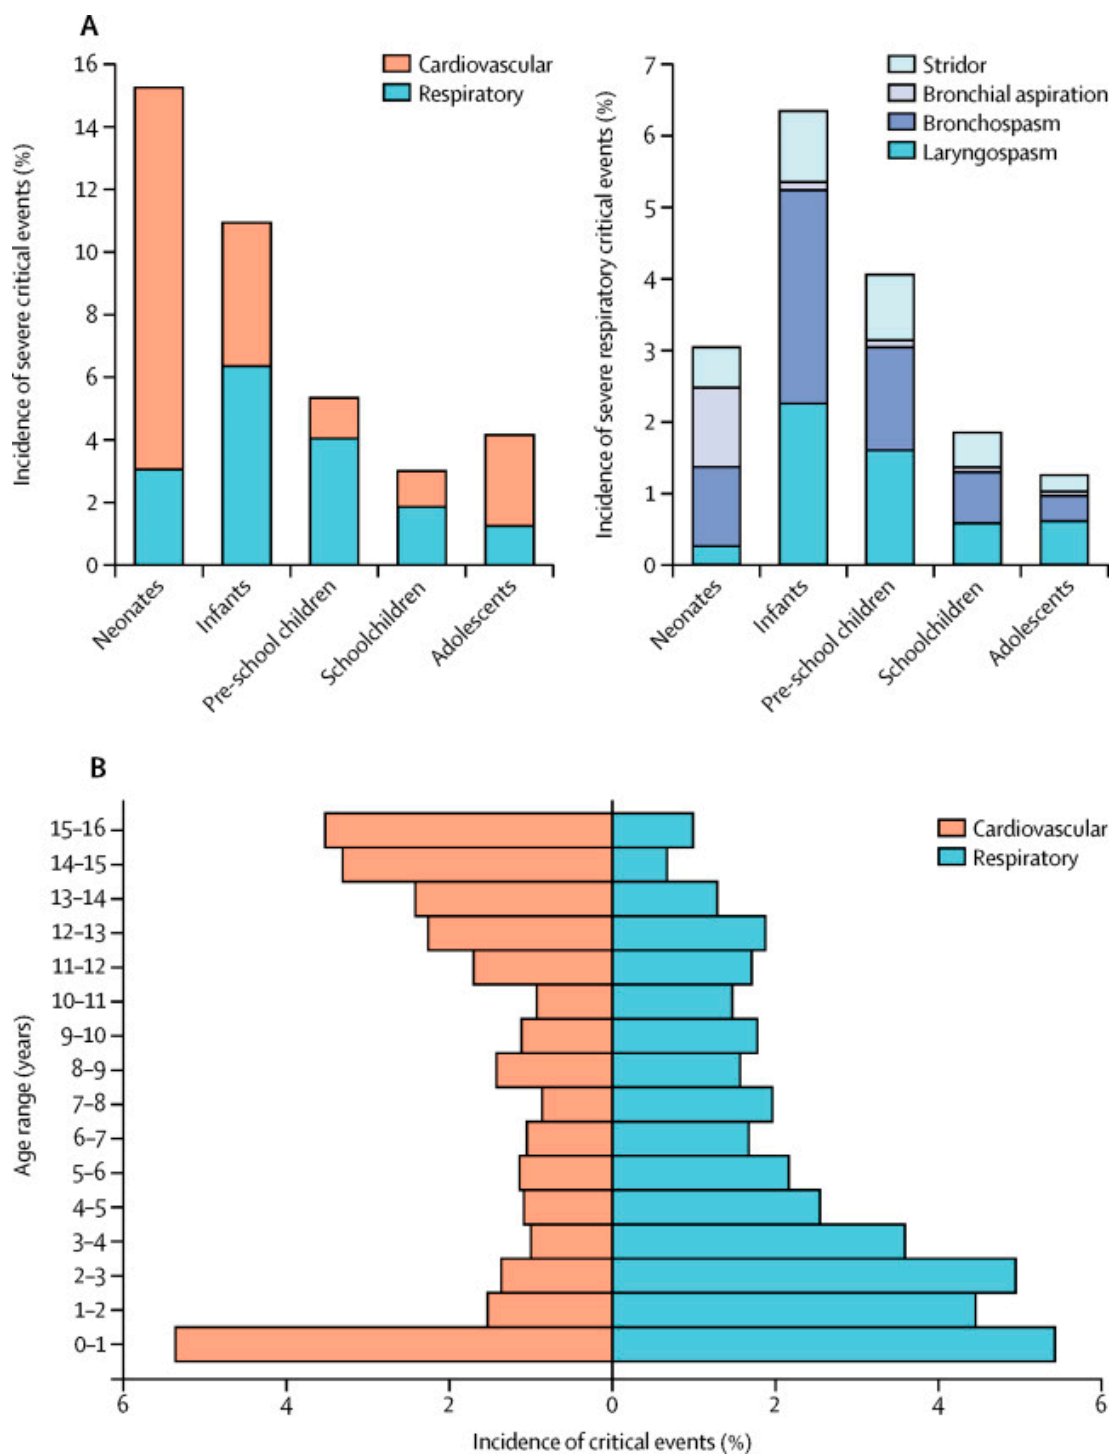 A
16
14
12
10
8
6
4
2
0
Incidence of severe critical events (%)
Cardiovascular
Respiratory
Neonates
Infants
Pre-school children
Schoolchildren
Adolescents
7
6
5
4
3
2
1
0
Incidence of severe respiratory critical events (%)
Stridor
Bronchial aspiration
Bronchospasm
Laryngospasm
Neonates
Infants
Pre-school children
Schoolchildren
Adolescents
B
Cardiovascular
Respiratory
Age range (years)
15–16
14–15
13–14
12–13
11–12
10–11
9–10
8–9
7–8
6–7
5–6
4–5
3–4
2–3
1–2
0–1
6 4 2 0 2 4 6
Incidence of critical events (%)